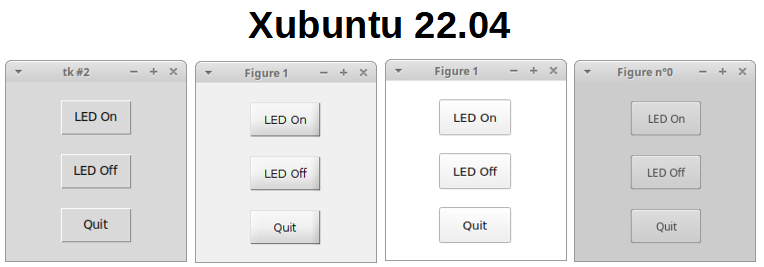 Xubuntu 22.04
tk #2
LED On
LED Off
Quit
Figure 1
LED On
LED Off
Quit
Figure 1
LED On
LED Off
Quit
Figure n°0
LED On
LED Off
Quit